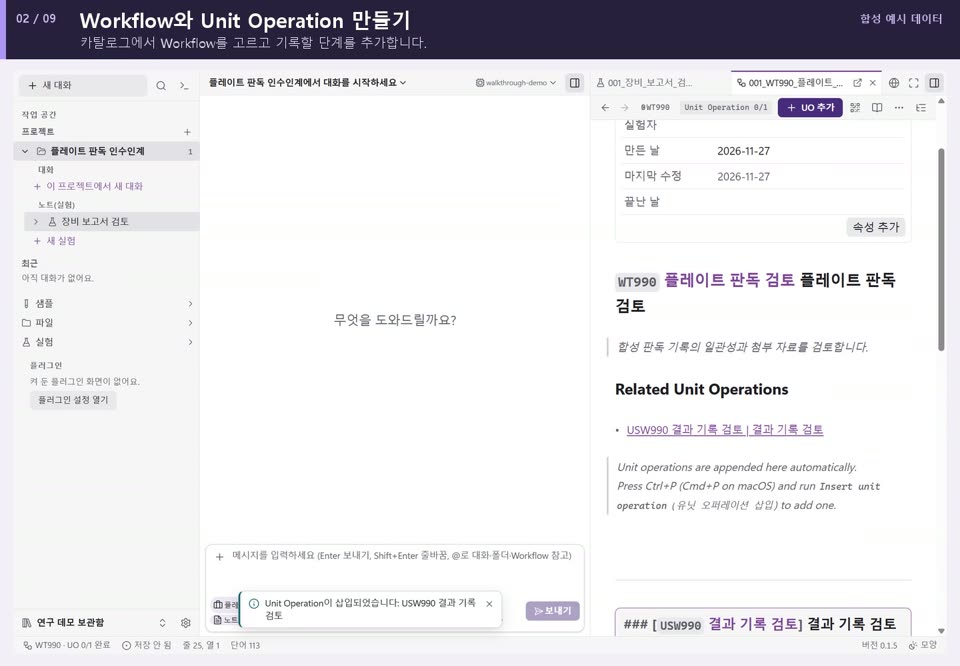 02 / 09
Workflow와 Unit Operation 만들기
합성 예시 데이터
카탈로그에서 Workflow를 고르고 기록할 단계를 추가합니다.
+ 새 대화
작업 공간
프로젝트
플레이트 판독 인수인계 1
대화
+ 이 프로젝트에서 새 대화
노트(실험)
장비 보고서 검토
+ 새 실험
최근
아직 대화가 없어요.
샘플
파일
실험
플러그인
켜 둔 플러그인 화면이 없어요.
플러그인 설정 열기
연구 데모 보관함
플레이트 판독 인수인계에서 대화를 시작하세요
walkthrough-demo
무엇을 도와드릴까요?
메시지를 입력하세요 (Enter 보내기, Shift+Enter 줄바꿈, @로 대화·폴더·Workflow 참고)
플레
노트
Unit Operation이 삽입되었습니다: USW990 결과 기록
검토
보내기
001_장비_보고서_검...
001_WT990_플레이트_...
#WT990
Unit Operation 0/1
+ UO 추가
실험자
만든 날 2026-11-27
마지막 수정 2026-11-27
끝난 날
속성 추가
WT990 플레이트 판독 검토 플레이트 판독
검토
합성 판독 기록의 일관성과 첨부 자료를 검토합니다.
Related Unit Operations
• USW990 결과 기록 검토 | 결과 기록 검토
Unit operations are appended here automatically.
Press Ctrl+P (Cmd+P on macOS) and run Insert unit
operation (유닛 오퍼레이션 삽입) to add one.
### [USW990 결과 기록 검토] 결과 기록 검토
WT990 · UO 0/1 완료
저장 안 됨
줄 25, 열 1
단어 113
버전 0.1.5
모양